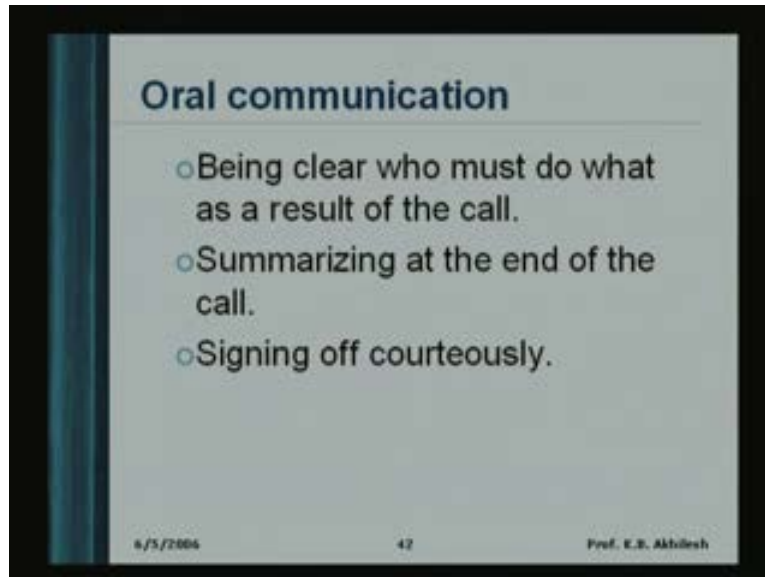 Oral communication
Being clear who must do what
as a result of the call.
Summarizing at the end of the
call.
Signing off courteously.
6/5/2006 42 Prof. K.B. Akhilesh